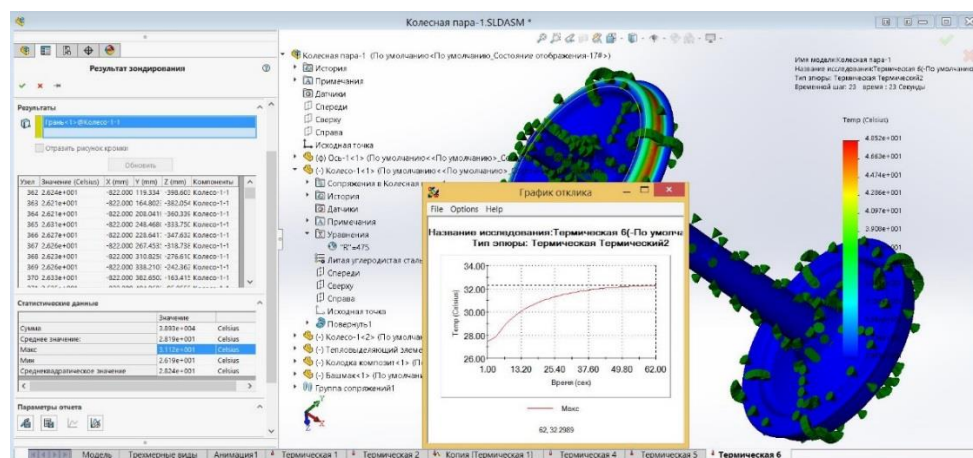 Колесная пара-1.SLDASM *
Результат зондирования
Результаты
Грань<1>@Колесо-1-1
Отразить рисунок кромки
Обновить
Узел Значение (Celsius) X (mm) Y (mm) Z (mm) Компоненты
362 2.624e+001 -822.000 119.334 -398.603 Колесо-1-1
363 2.621e+001 -822.000 164.802 -382.054 Колесо-1-1
364 2.621e+001 -822.000 208.041 -360.339 Колесо-1-1
365 2.631e+001 -822.000 248.468 -333.750 Колесо-1-1
366 2.627e+001 -822.000 228.641 -347.632 Колесо-1-1
367 2.626e+001 -822.000 267.453 -318.738 Колесо-1-1
368 2.623e+001 -822.000 310.829 -276.610 Колесо-1-1
369 2.626e+001 -822.000 338.210 -242.362 Колесо-1-1
370 2.633e+001 -822.000 382.650 -163.415 Колесо-1-1
Статистические данные
Значение
Сумма 3.893e+004 Celsius
Среднее значение: 2.819e+001 Celsius
Макс 3.112e+001 Celsius
Мин 2.619e+001 Celsius
Среднеквадратическое значение 2.824e+001 Celsius
Параметры отчета
Колесная пара-1 (По умолчанию<По умолчанию_Состояние отображения-17#>)
История
Примечания
Датчики
Спереди
Сверху
Справа
Исходная точка
(ф) Ось-1<1> (По умолчанию<<По умолчанию>_Со
(-) Колесо-1<1> (По умолчанию<<По умолчанию>
Сопряжения в Колесная п
История
Датчики
Примечания
Уравнения
"R"=475
Литая углеродистая сталь
Спереди
Сверху
Справа
Исходная точка
Повернуть1
(-) Колесо-1<2> (По умолчан
(-) Тепловыделяющий элеме
(-) Колодка композит<1> (П
(-) Башмак<1> (По умолчани
Группа сопряжений1
График отклика
File Options Help
Название исследования:Термическая 6(-По умолча
Тип эпюры: Термическая Термический2
Temp (Celsius)
34.00
32.00
30.00
28.00
26.00
1.00 13.20 25.40 37.60 49.80 62.00
Время (сек)
Макс
62, 32.2989
Имя модели:Колесная пара-1
Название исследования:Термическая 6(-По умолчанию
Тип эпюры: Термическая Термический2
Временной шаг: 23 время : 23 Секунды
Temp (Celsius)
4.852e+001
4.663e+001
4.474e+001
4.286e+001
4.097e+001
3.908e+001
Модель Трехмерные виды Анимация1 Термическая 1 Термическая 2 Копия (Термическая 1) Термическая 4 Термическая 5 Термическая 6